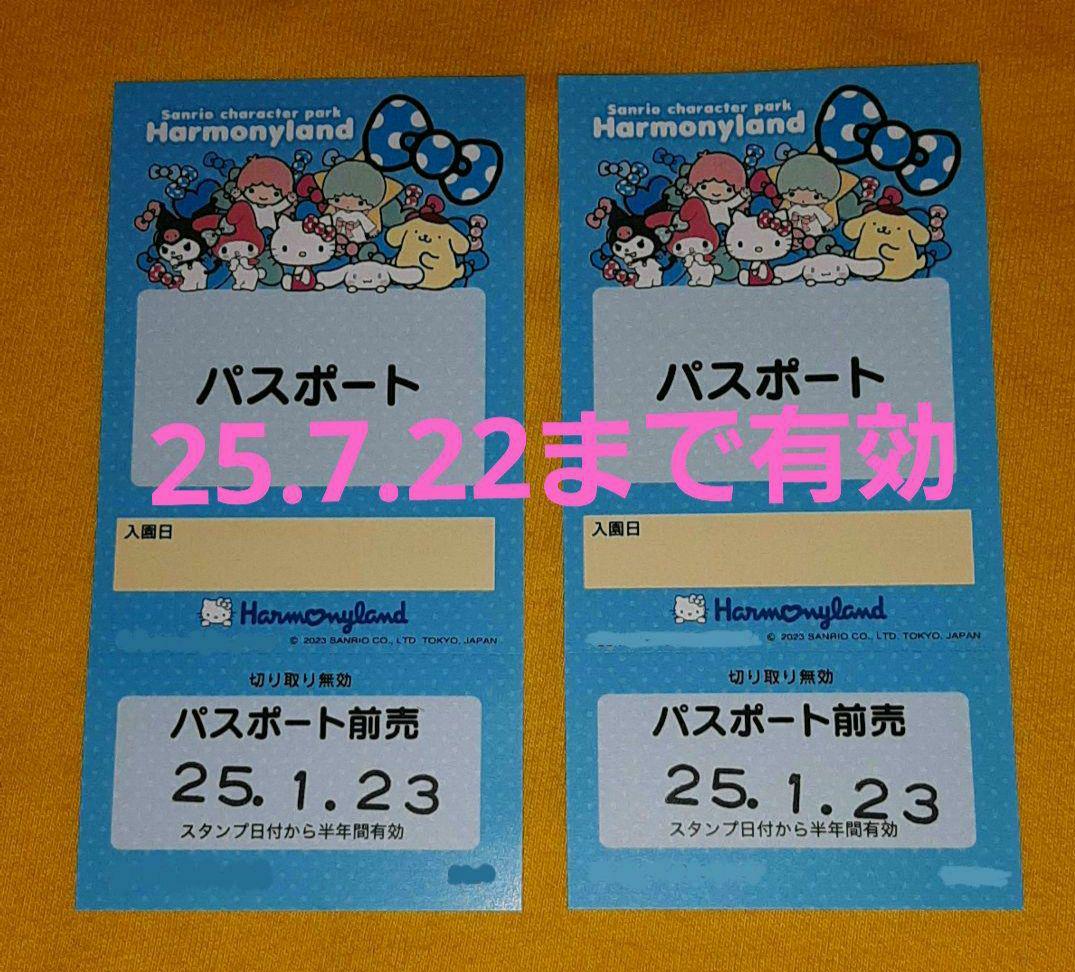 Sanrio character park
Harmonyland
パスポート
入園日
Harmonyland
© 2023 SANRIO CO., LTD. TOKYO, JAPAN
切り取り無効
パスポート前売
25.1.23
スタンプ日付から半年間有効
Sanrio character park
Harmonyland
パスポート
入園日
Harmonyland
© 2023 SANRIO CO., LTD. TOKYO, JAPAN
切り取り無効
パスポート前売
25.1.23
スタンプ日付から半年間有効
25.7.22まで有効